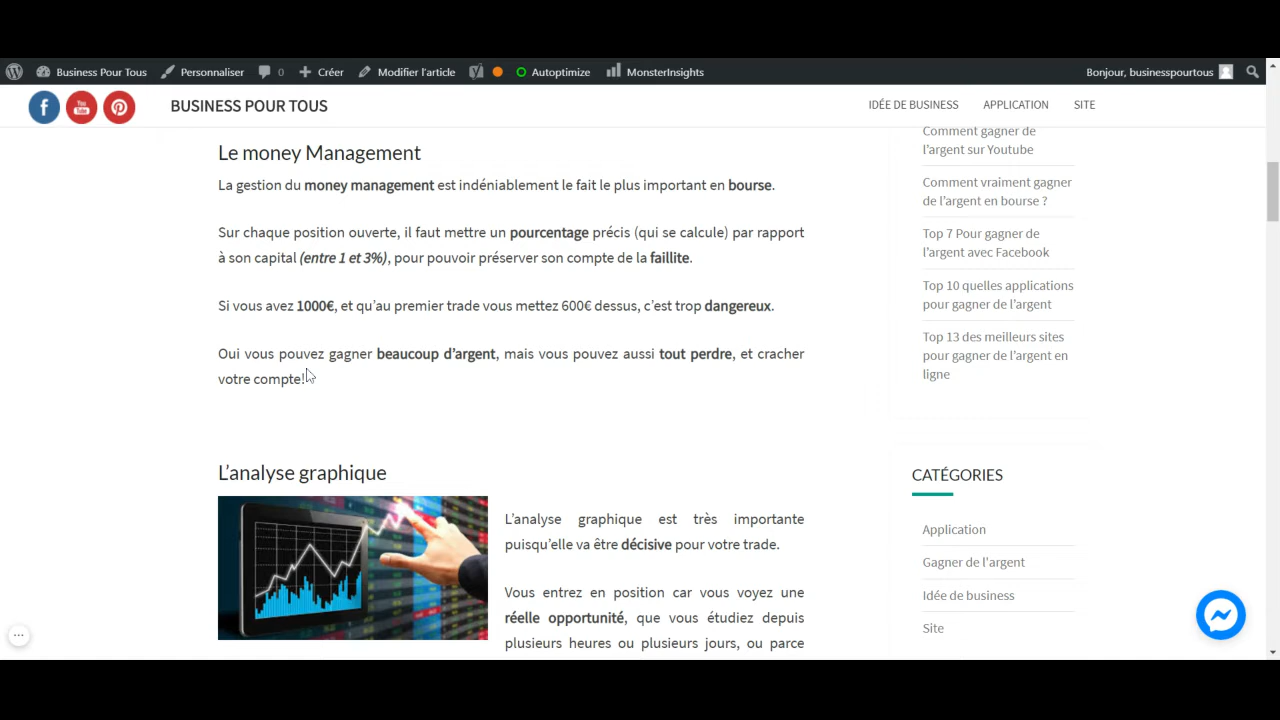 Business Pour Tous
Personnaliser
0
Créer
Modifier l'article
Autoptimize
MonsterInsights
Bonjour, businesspourtous
You
Tube
BUSINESS POUR TOUS
IDÉE DE BUSINESS
APPLICATION
SITE
Le money Management
La gestion du money management est indéniablement le fait le plus important en bourse.
Sur chaque position ouverte, il faut mettre un pourcentage précis (qui se calcule) par rapport
à son capital (entre 1 et 3%), pour pouvoir préserver son compte de la faillite.
Si vous avez 1000€, et qu’au premier trade vous mettez 600€ dessus, c’est trop dangereux.
Oui vous pouvez gagner beaucoup d’argent, mais vous pouvez aussi tout perdre, et cracher
votre compte!
L’analyse graphique
L’analyse graphique est très importante
puisqu’elle va être décisive pour votre trade.
Vous entrez en position car vous voyez une
réelle opportunité, que vous étudiez depuis
plusieurs heures ou plusieurs jours, ou parce
Comment gagner de
l’argent sur Youtube
Comment vraiment gagner
de l’argent en bourse ?
Top 7 Pour gagner de
l’argent avec Facebook
Top 10 quelles applications
pour gagner de l’argent
Top 13 des meilleurs sites
pour gagner de l’argent en
ligne
CATÉGORIES
Application
Gagner de l'argent
Idée de business
Site